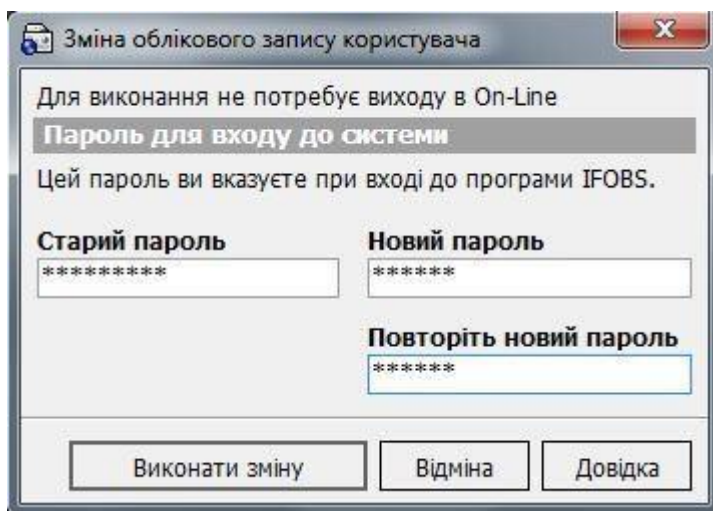 Зміна облікового запису користувача
Для виконання не потребує виходу в On-Line
Пароль для входу до системи
Цей пароль ви вказуєте при вході до програми IFOBS.
Старий пароль
Новий пароль
*********
******
Повторіть новий пароль
******
Виконати зміну
Відміна
Довідка